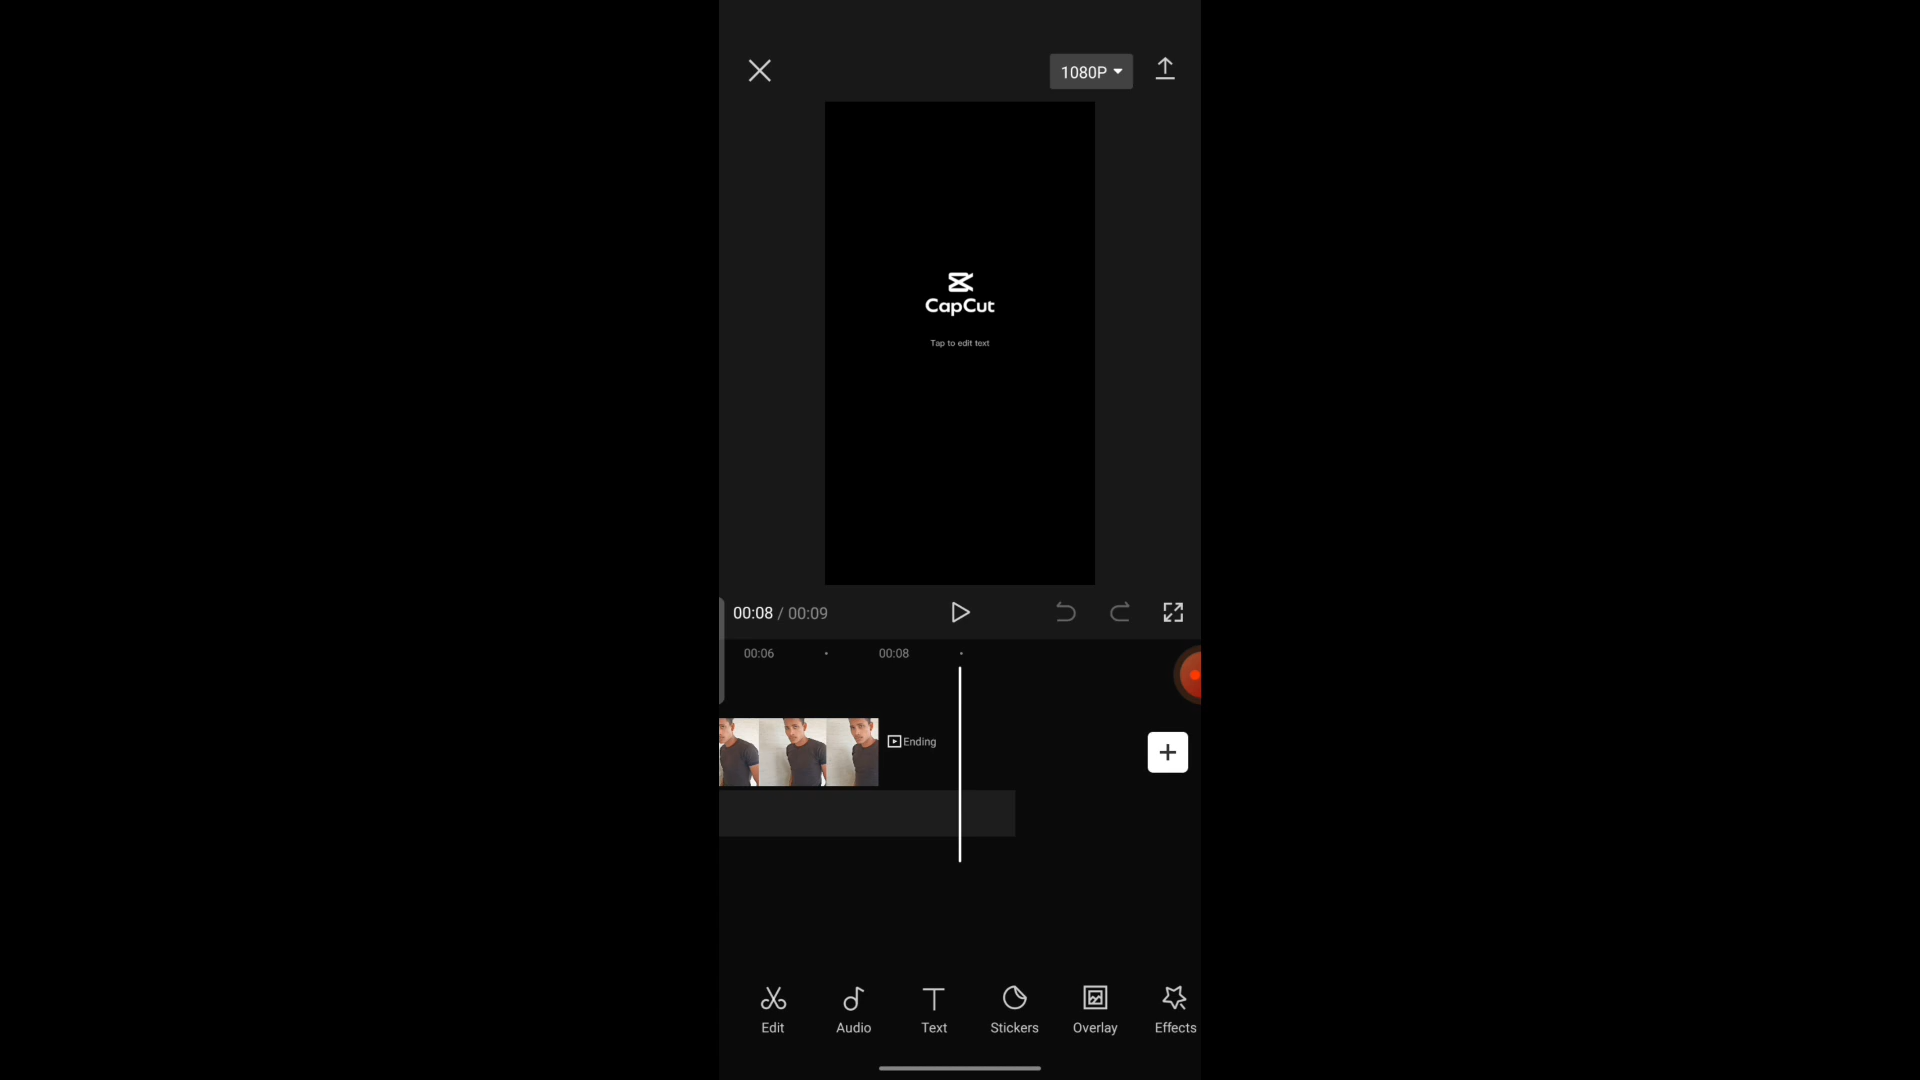 1080P
CapCut
Tap to edit text
00:08 / 00:09
00:06 00:08
Ending
Edit Audio Text Stickers Overlay Effects